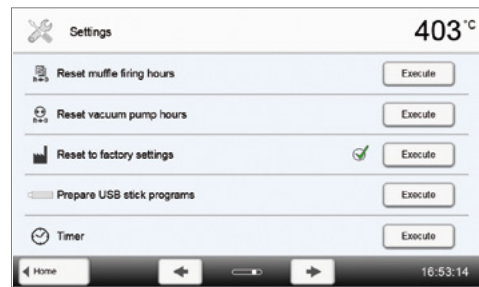 Settings
403 °C
Reset muffle firing hours Execute
Reset vacuum pump hours Execute
Reset to factory settings Execute
Prepare USB stick programs Execute
Timer Execute
Home 16:53:14